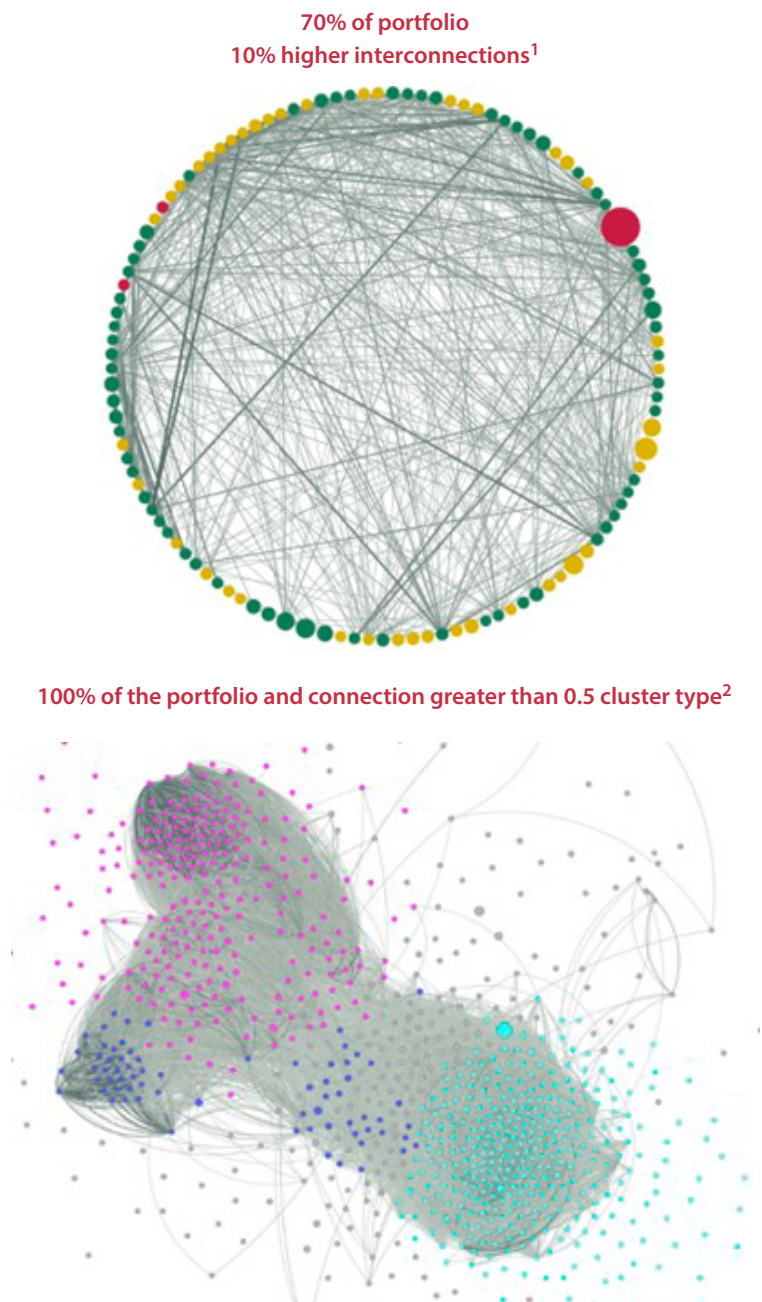 70% of portfolio
10% higher interconnections1
100% of the portfolio and connection greater than 0.5 cluster type2